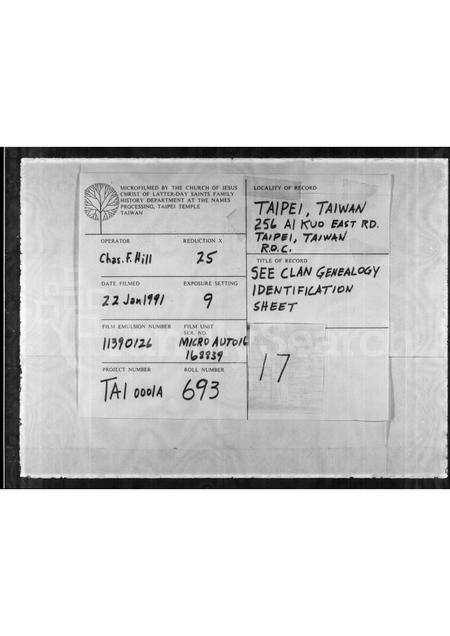 MICROFILMED BY THE CHURCH OF JESUS
CHRIST OF LATTER-DAY SAINTS FAMILY
HISTORY DEPARTMENT AT THE NAMES
PROCESSING, TAIPEI TEMPLE
TAIWAN
OPERATOR
REDUCTION X
Chas. F. Hill
25
DATE FILMED
EXPOSURE SETTING
22 Jan 1991
9
FILM EMULSION NUMBER
FILM UNIT
SER. NO.
11390126
MICRO AUTO16
168839
PROJECT NUMBER
ROLL NUMBER
TAI 0001A
693
LOCALITY OF RECORD
TAIPEI, TAIWAN
256 AI KUO EAST RD.
TAIPEI, TAIWAN
R.O.C.
TITLE OF RECORD
SEE CLAN GENEALOGY
IDENTIFICATION
SHEET
17